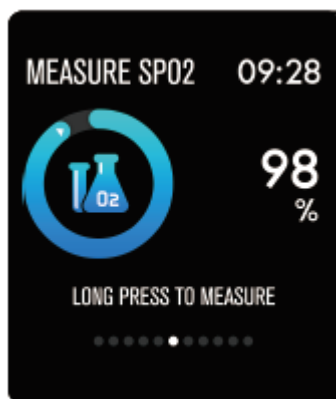 MEASURE SPO2 09:28
98
%
O2
LONG PRESS TO MEASURE